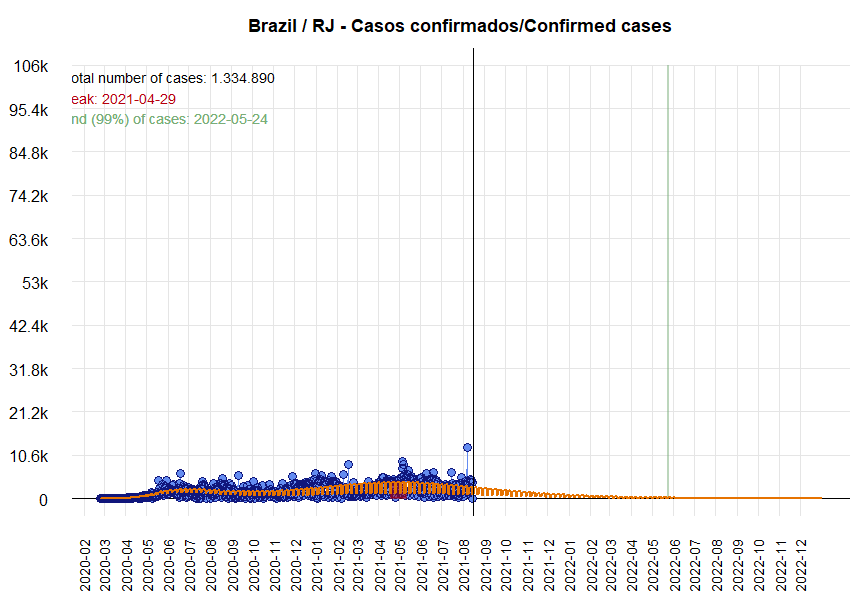 Brazil / RJ - Casos confirmados/Confirmed cases
106k
otal number of cases: 1.334.890
eak: 2021-04-29
95.4k
nd (99%) of cases: 2022-05-24
84.8k
74.2k
63.6k
53k
42.4k
31.8k
21.2k
10.6k
0
2020-02
2020-03
2020-04
2020-05
2020-06
2020-07
2020-08
2020-09
2020-10
2020-11
2020-12
2021-01
2021-02
2021-03
2021-04
2021-05
2021-06
2021-07
2021-08
2021-09
2021-10
2021-11
2021-12
2022-01
2022-02
2022-03
2022-04
2022-05
2022-06
2022-07
2022-08
2022-09
2022-10
2022-11
2022-12